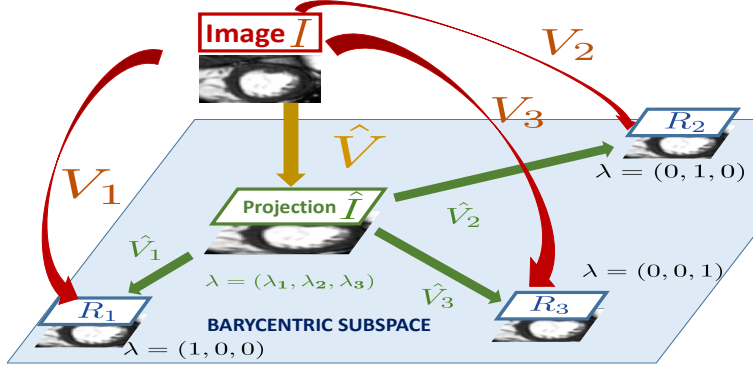 Image I
V₂
V₁
V₃
V̂
R₂
λ = (0, 1, 0)
Projection Î
V̂₂
V̂₁
λ = (λ₁, λ₂, λ₃)
λ = (0, 0, 1)
V̂₃
R₁
R₃
BARYCENTRIC SUBSPACE
λ = (1, 0, 0)